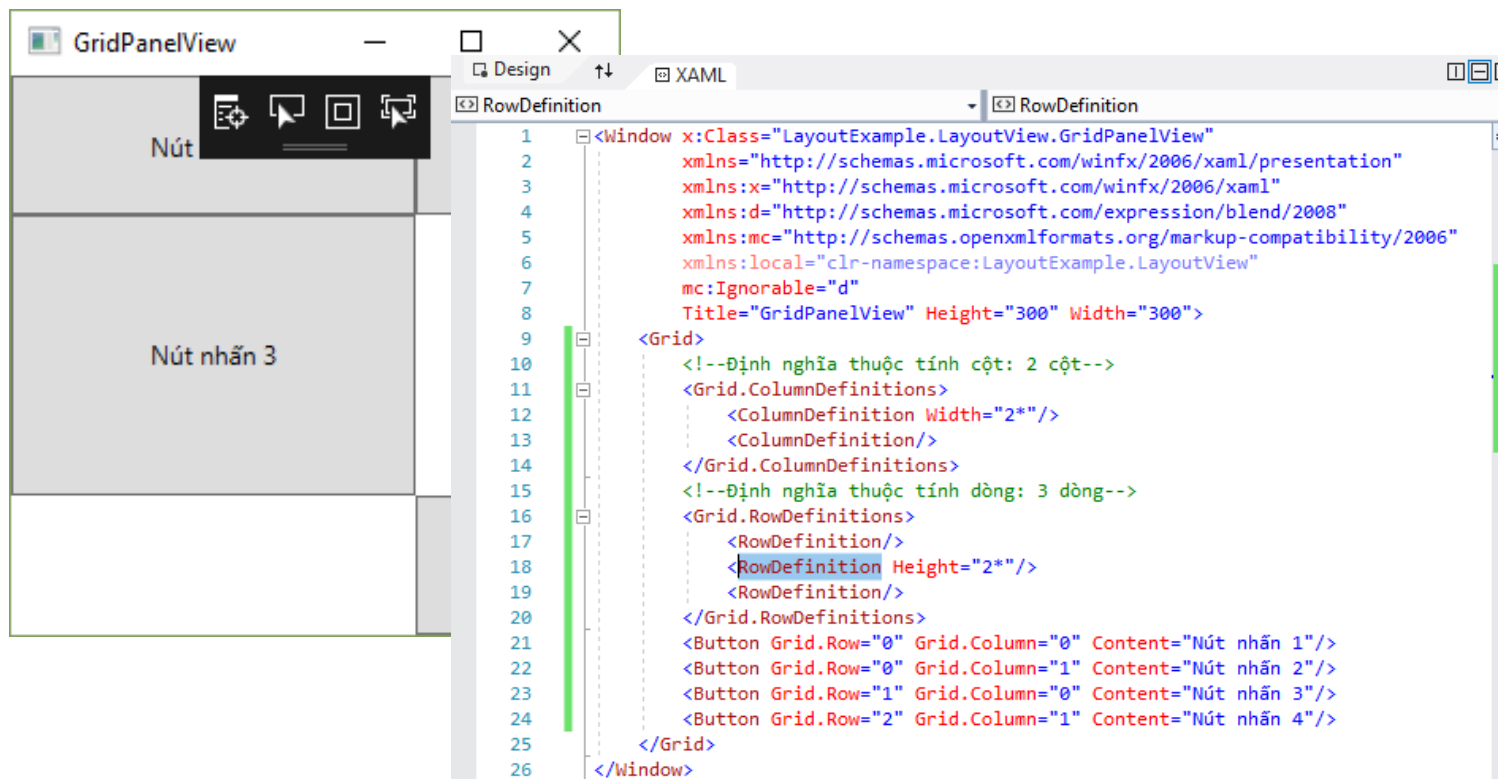 GridPanelView
Nút
Nút nhấn 3
Design
XAML
RowDefinition
RowDefinition
1 <Window x:Class="LayoutExample.LayoutView.GridPanelView"
2 xmlns="http://schemas.microsoft.com/winfx/2006/xaml/presentation"
3 xmlns:x="http://schemas.microsoft.com/winfx/2006/xaml"
4 xmlns:d="http://schemas.microsoft.com/expression/blend/2008"
5 xmlns:mc="http://schemas.openxmlformats.org/markup-compatibility/2006"
6 xmlns:local="clr-namespace:LayoutExample.LayoutView"
7 mc:Ignorable="d"
8 Title="GridPanelView" Height="300" Width="300">
9 <Grid>
10 <!--Định nghĩa thuộc tính cột: 2 cột-->
11 <Grid.ColumnDefinitions>
12 <ColumnDefinition Width="2*"/>
13 <ColumnDefinition/>
14 </Grid.ColumnDefinitions>
15 <!--Định nghĩa thuộc tính dòng: 3 dòng-->
16 <Grid.RowDefinitions>
17 <RowDefinition/>
18 <RowDefinition Height="2*"/>
19 <RowDefinition/>
20 </Grid.RowDefinitions>
21 <Button Grid.Row="0" Grid.Column="0" Content="Nút nhấn 1"/>
22 <Button Grid.Row="0" Grid.Column="1" Content="Nút nhấn 2"/>
23 <Button Grid.Row="1" Grid.Column="0" Content="Nút nhấn 3"/>
24 <Button Grid.Row="2" Grid.Column="1" Content="Nút nhấn 4"/>
25 </Grid>
26 </Window>